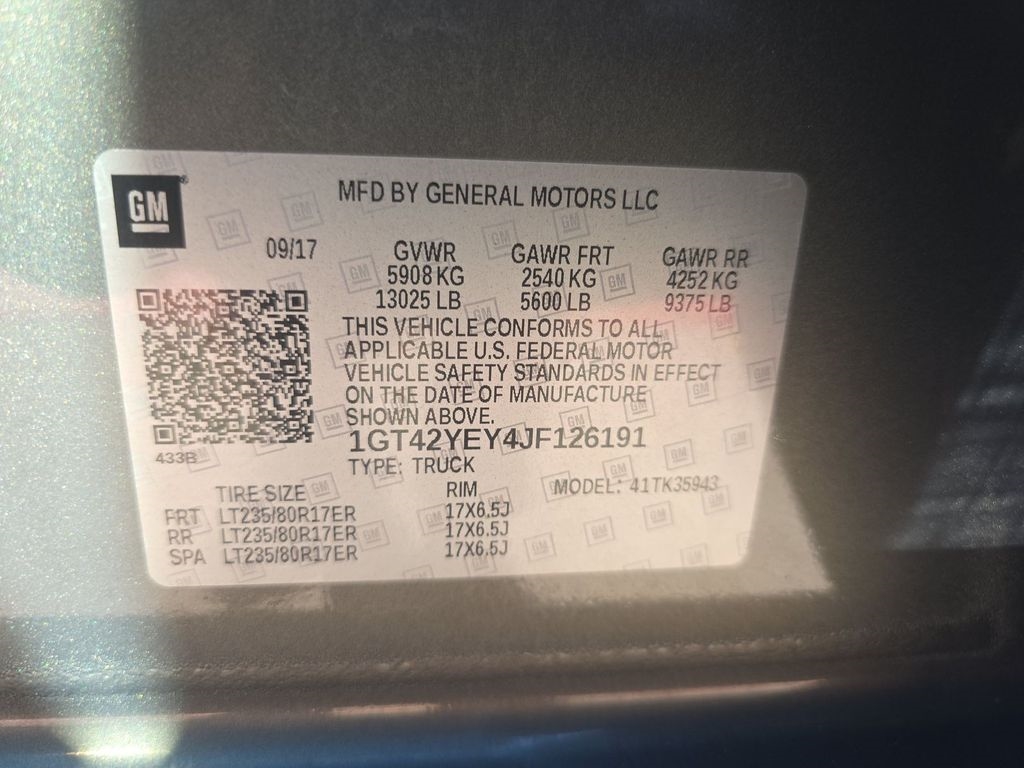 GM
MFD BY GENERAL MOTORS LLC
09/17 GVWR GAWR FRT GAWR RR
5908 KG 2540 KG 4252 KG
13025 LB 5600 LB 9375 LB
THIS VEHICLE CONFORMS TO ALL
APPLICABLE U.S. FEDERAL MOTOR
VEHICLE SAFETY STANDARDS IN EFFECT
ON THE DATE OF MANUFACTURE
SHOWN ABOVE.
1GT42YEY4JF126191
433B
TYPE: TRUCK
TIRE SIZE RIM MODEL: 41TK35943
FRT LT235/80R17ER 17X6.5J
RR LT235/80R17ER 17X6.5J
SPA LT235/80R17ER 17X6.5J